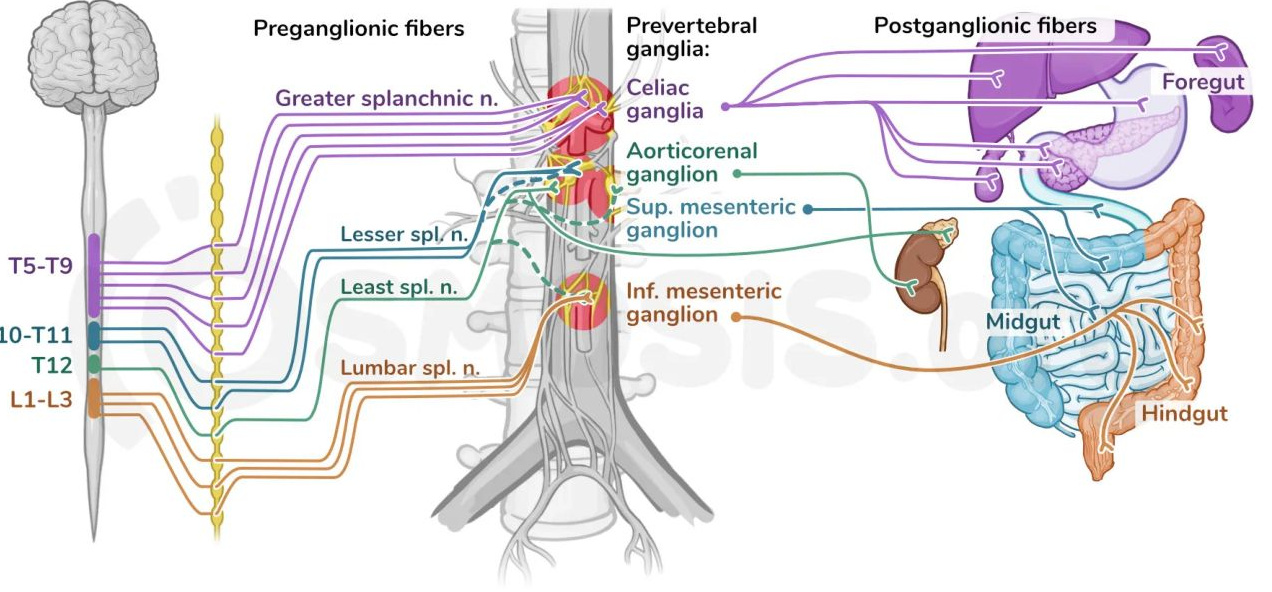 Preganglionic fibers
Prevertebral
ganglia:
Postganglionic fibers
Greater splanchnic n.
Celiac
ganglia
Foregut
Aorticorenal
ganglion
Sup. mesenteric
ganglion
Lesser spl. n.
T5-T9
Least spl. n.
Inf. mesenteric
ganglion
Midgut
10-T11
T12
Lumbar spl. n.
L1-L3
Hindgut
OSMOSIS.